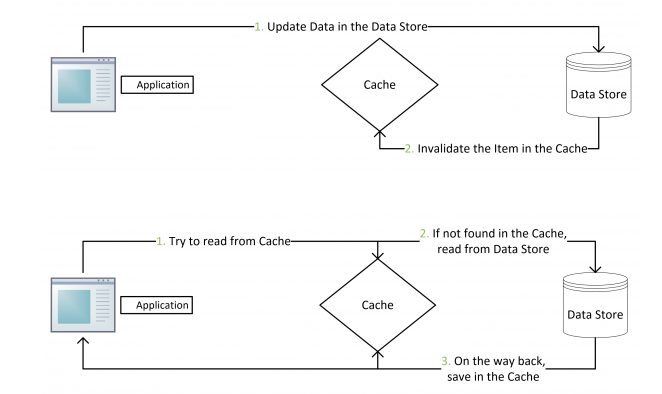 1. Update Data in the Data Store
Application
Cache
Data Store
2. Invalidate the Item in the Cache
1. Try to read from Cache
2. If not found in the Cache,
read from Data Store
Application
Cache
Data Store
3. On the way back,
save in the Cache